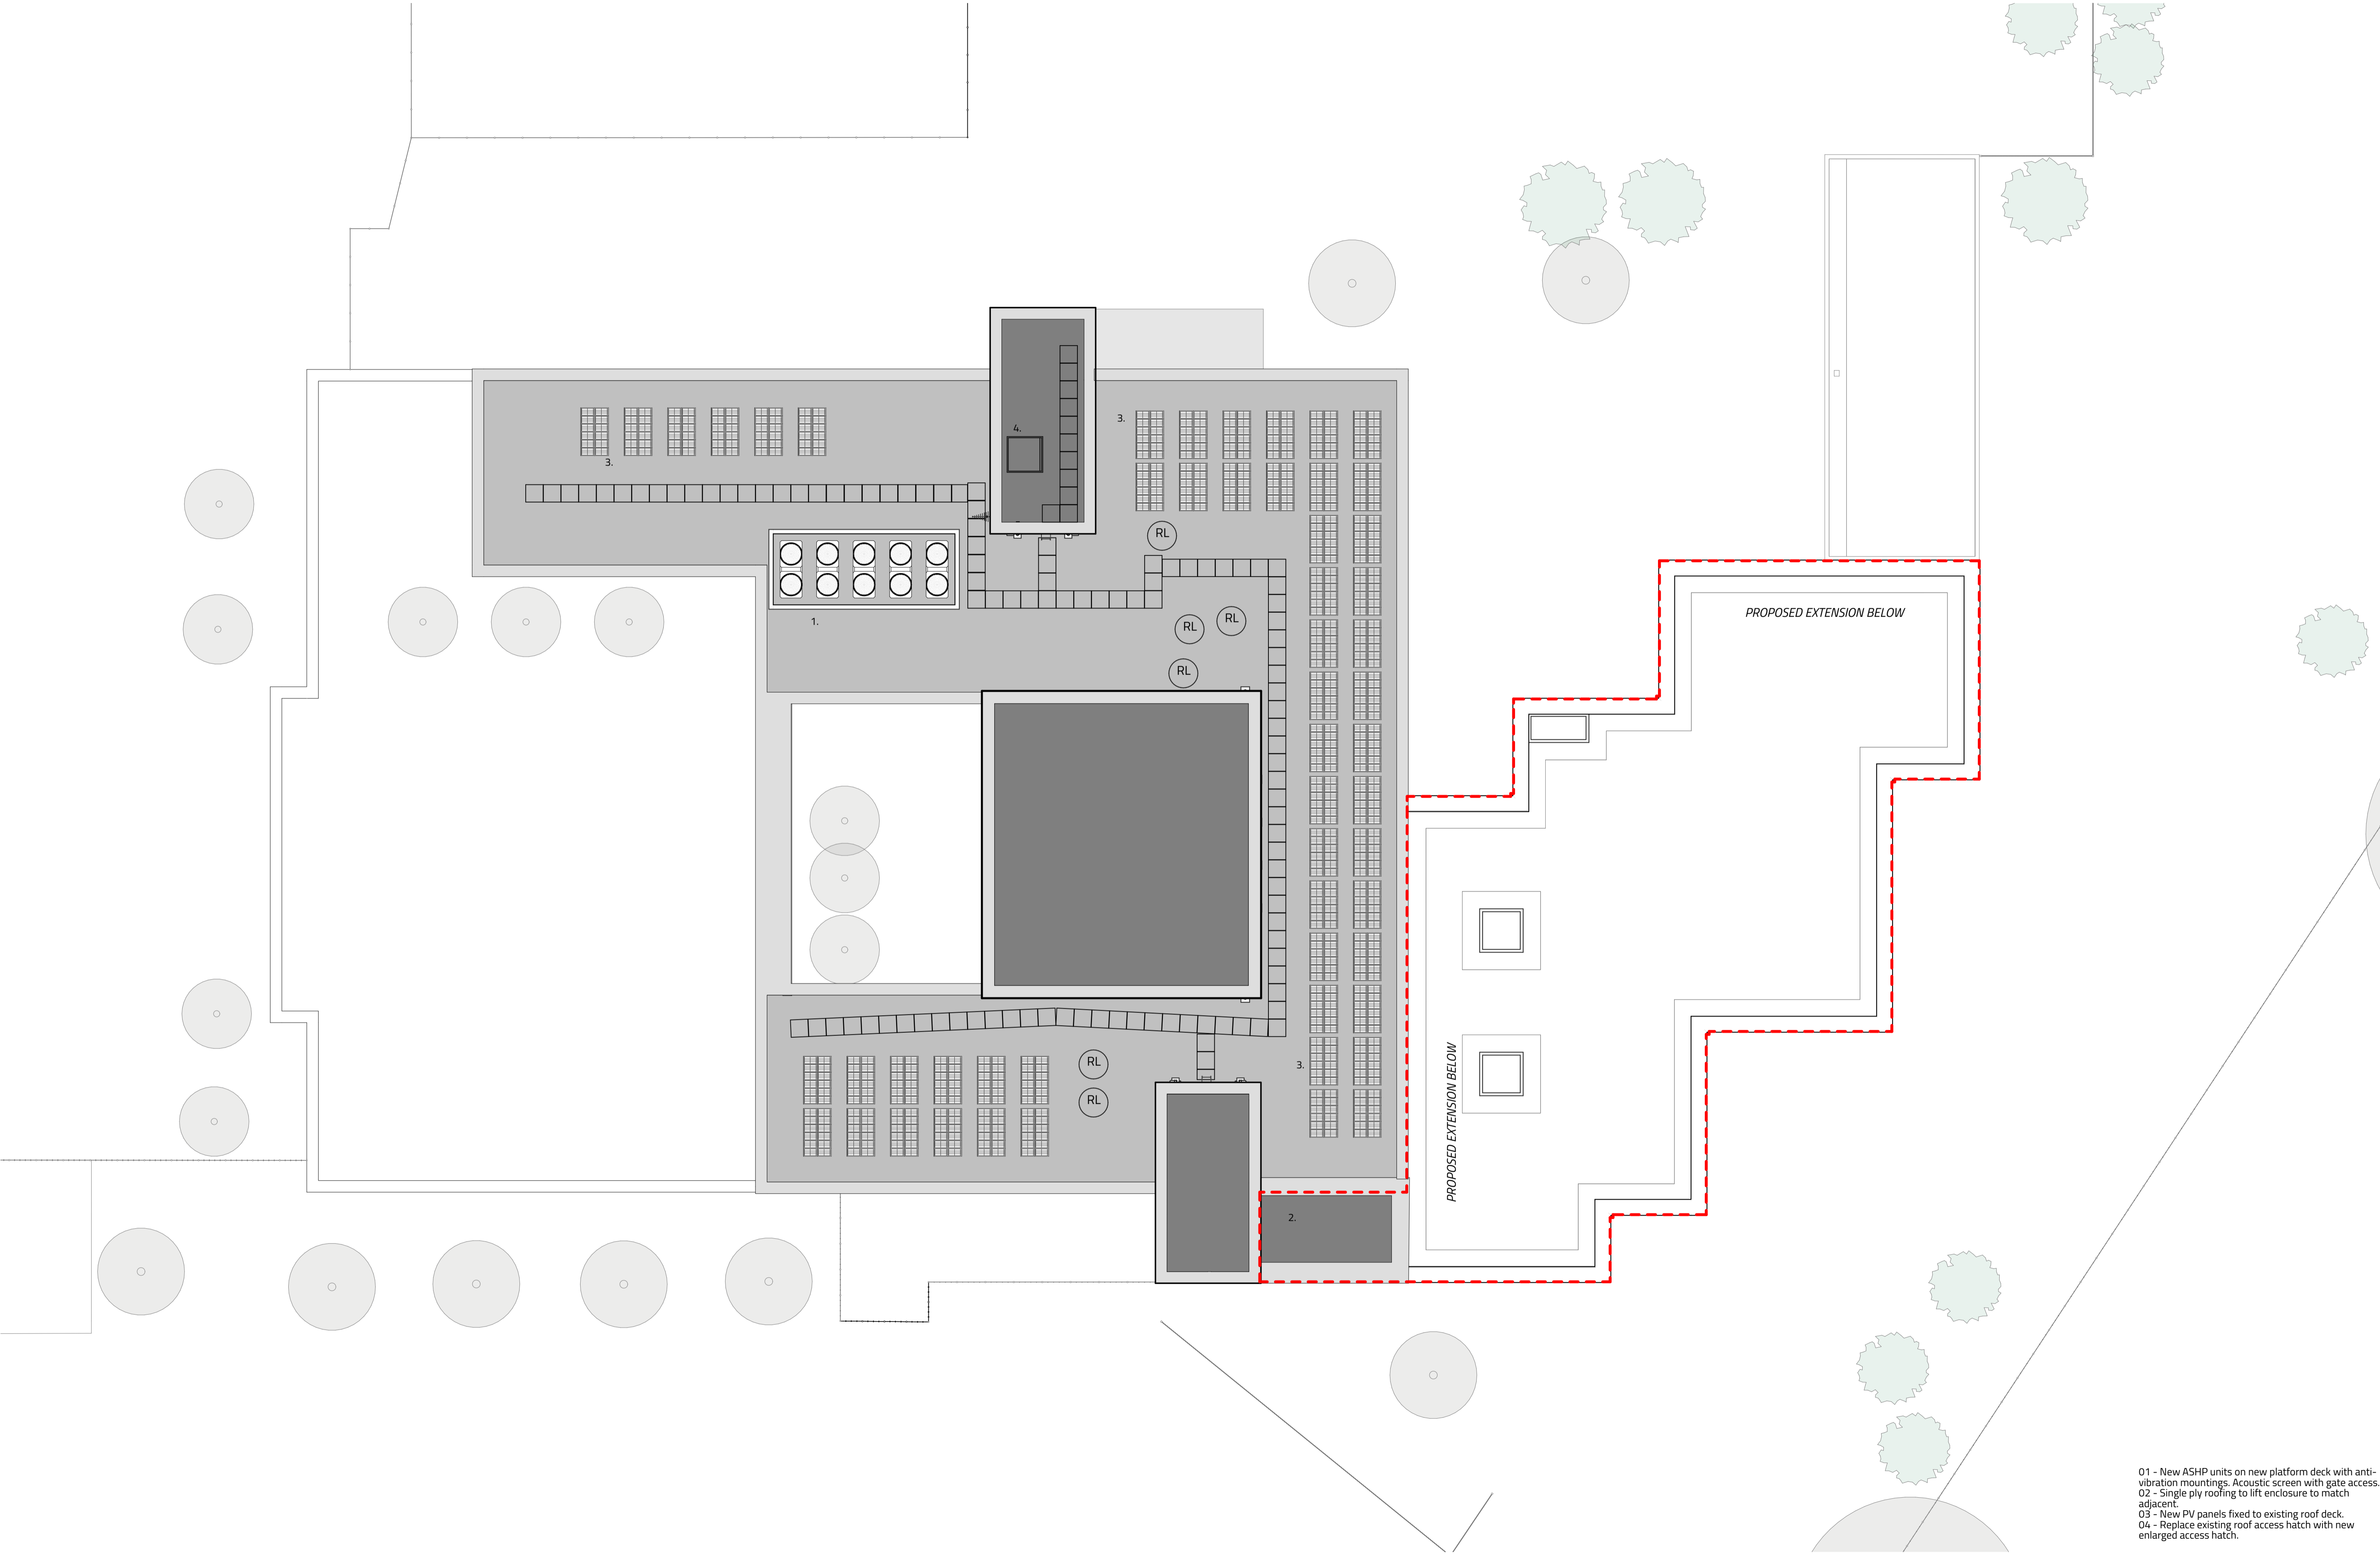 4.
3.
3.
RL
PROPOSED EXTENSION BELOW
1.
RL
RL
RL
PROPOSED EXTENSION BELOW
RL
3.
RL
2.
01 - New ASHP units on new platform deck with anti-
vibration mountings. Acoustic screen with gate access.
02 - Single ply roofing to lift enclosure to match
adjacent.
03 - New PV panels fixed to existing roof deck.
04 - Replace existing roof access hatch with new
enlarged access hatch.